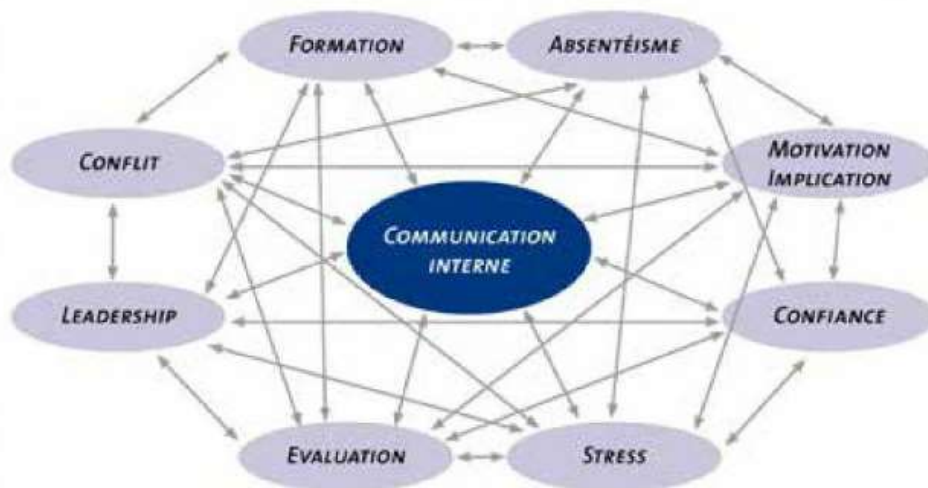 FORMATION
ABSENTÉISME
CONFLIT
MOTIVATION
IMPLICATION
COMMUNICATION
INTERNE
LEADERSHIP
CONFIANCE
EVALUATION
STRESS